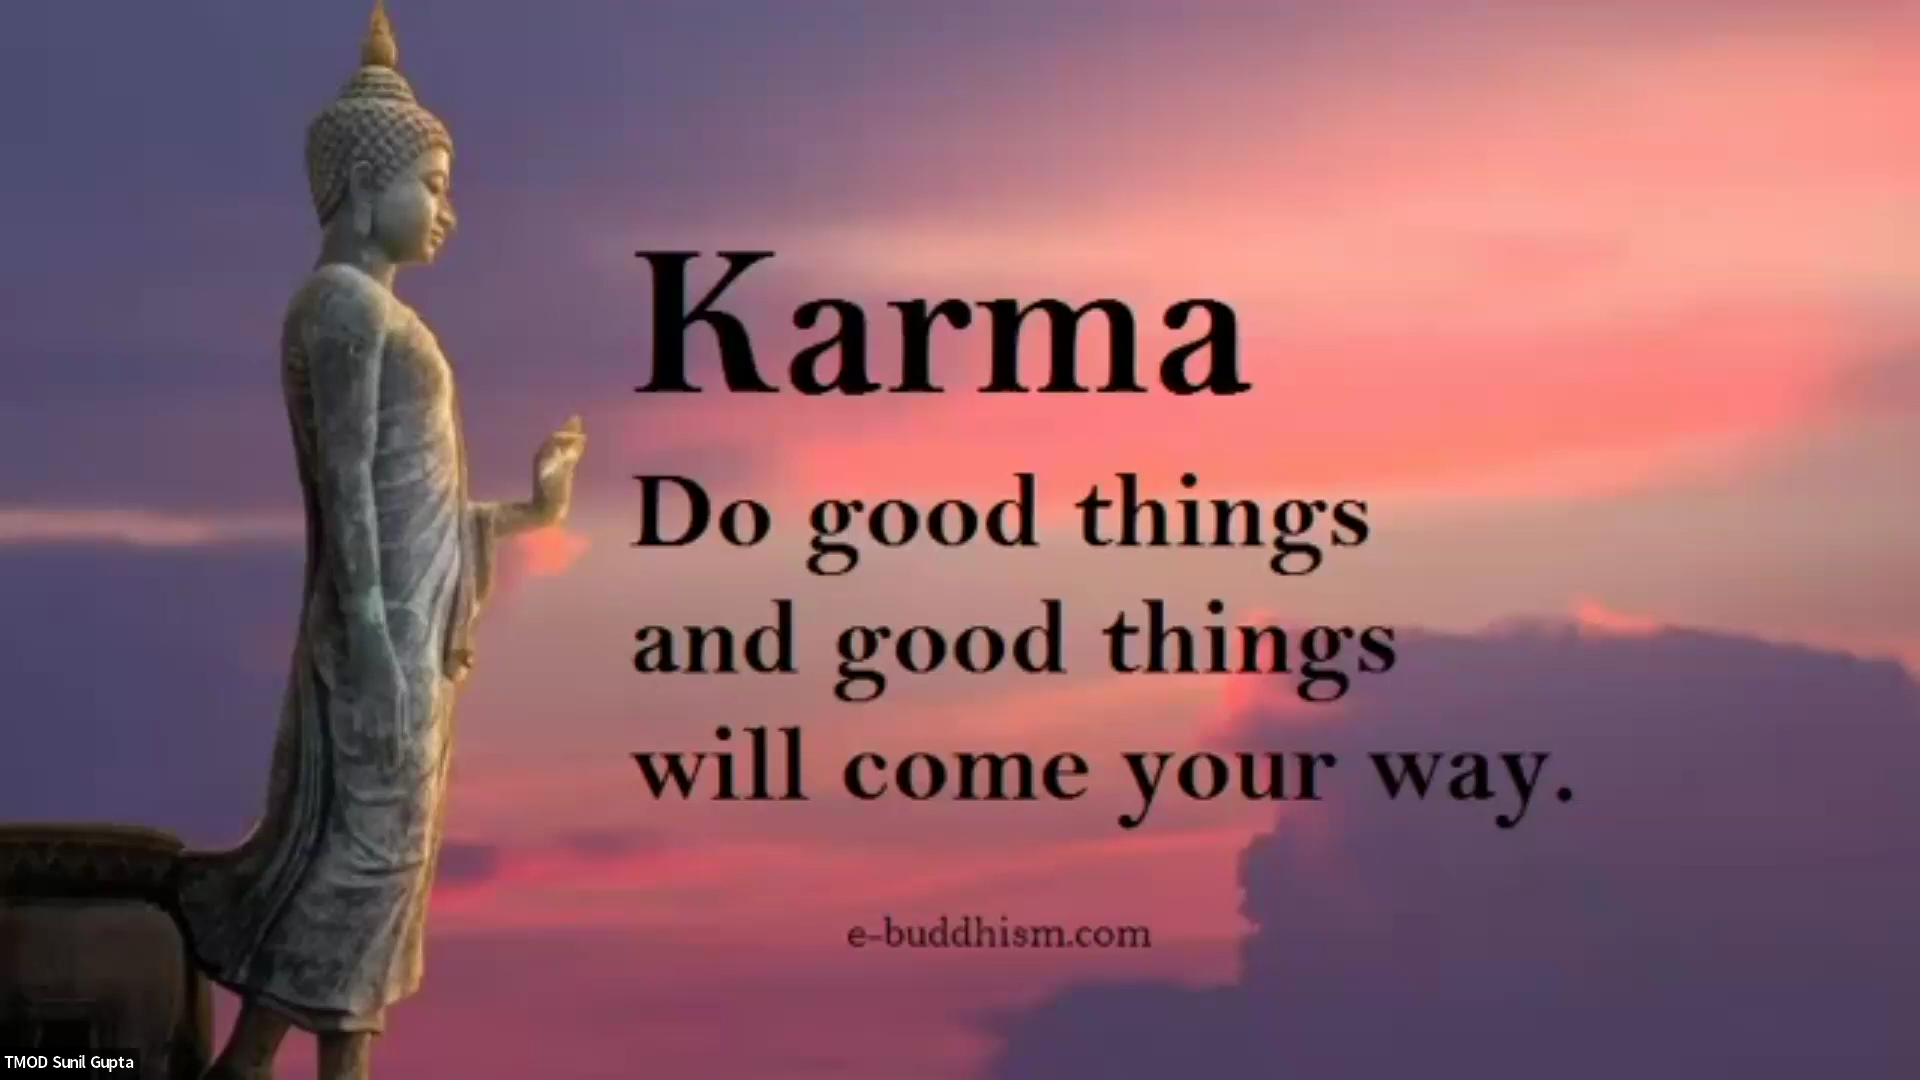 Karma
Do good things
and good things
will come your way.
e-buddhism.com
TMOD Sunil Gupta